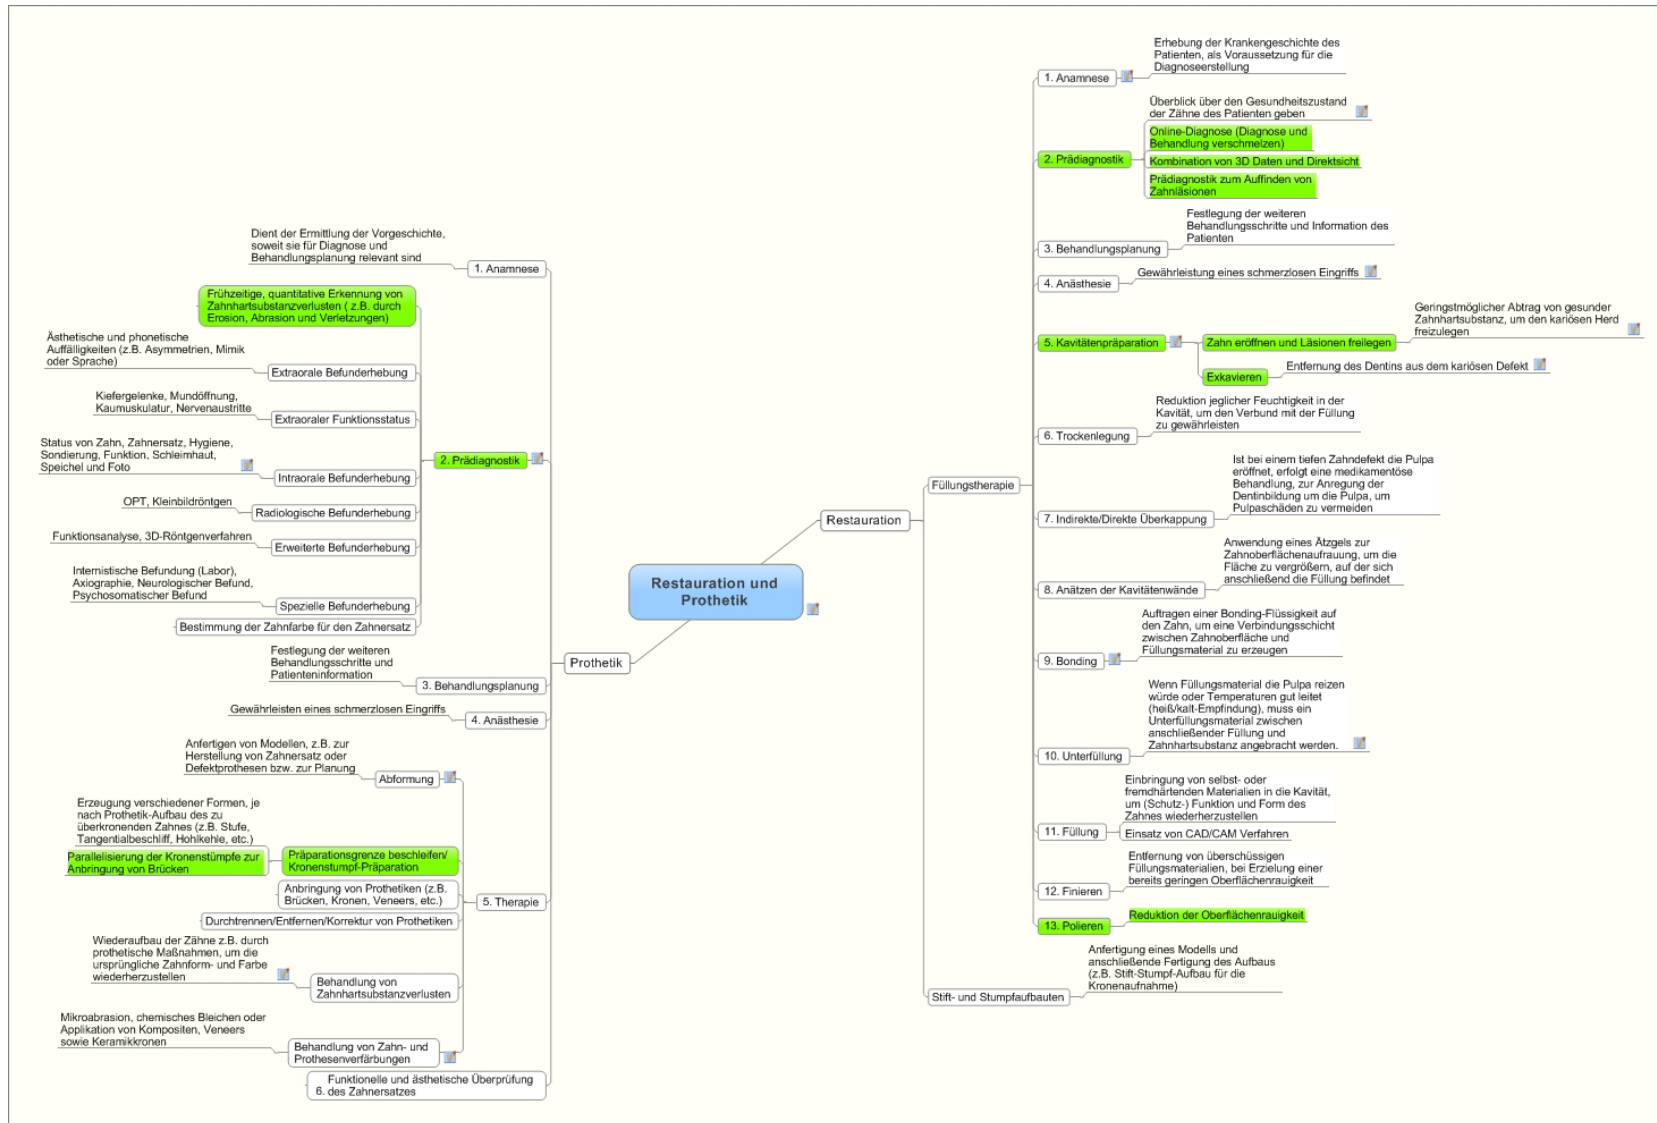 Restauration und
Prothetik
Restauration
Füllungstherapie
1. Anamnese
Erhebung der Krankengeschichte des
Patienten, als Voraussetzung für die
Diagnoseerstellung
2. Prädiagnostik
Überblick über den Gesundheitszustand
der Zähne des Patienten geben
Online-Diagnose (Diagnose und
Behandlung verschmelzen)
Kombination von 3D Daten und Direktsicht
Prädiagnostik zum Auffinden von
Zahnläsionen
3. Behandlungsplanung
Festlegung der weiteren
Behandlungsschritte und Information des
Patienten
4. Anästhesie
Gewährleistung eines schmerzlosen Eingriffs
5. Kavitätenpräparation
Zahn eröffnen und Läsionen freilegen
Geringstmöglicher Abtrag von gesunder
Zahnhartsubstanz, um den kariösen Herd
freizulegen
Exkavieren
Entfernung des Dentins aus dem kariösen Defekt
6. Trockenlegung
Reduktion jeglicher Feuchtigkeit in der
Kavität, um den Verbund mit der Füllung
zu gewährleisten
7. Indirekte/Direkte Überkappung
Ist bei einem tiefen Zahndefekt die Pulpa
eröffnet, erfolgt eine medikamentöse
Behandlung, zur Anregung der
Dentinbildung um die Pulpa, um
Pulpaschäden zu vermeiden
8. Anätzen der Kavitätenwände
Anwendung eines Ätzgels zur
Zahnoberflächenaufrauung, um die
Fläche zu vergrößern, auf der sich
anschließend die Füllung befindet
9. Bonding
Auftragen einer Bonding-Flüssigkeit auf
den Zahn, um eine Verbindungsschicht
zwischen Zahnoberfläche und
Füllungsmaterial zu erzeugen
10. Unterfüllung
Wenn Füllungsmaterial die Pulpa reizen
würde oder Temperaturen gut leitet
(heiß/kalt-Empfindung), muss ein
Unterfüllungsmaterial zwischen
anschließender Füllung und
Zahnhartsubstanz angebracht werden.
11. Füllung
Einbringung von selbst- oder
fremdhärtenden Materialien in die Kavität,
um (Schutz-) Funktion und Form des
Zahnes wiederherzustellen
Einsatz von CAD/CAM Verfahren
12. Finieren
Entfernung von überschüssigen
Füllungsmaterialien, bei Erzielung einer
bereits geringen Oberflächenrauigkeit
13. Polieren
Reduktion der Oberflächenrauigkeit
Stift- und Stumpfaufbauten
Anfertigung eines Modells und
anschließende Fertigung des Aufbaus
(z.B. Stift-Stumpf-Aufbau für die
Kronenaufnahme)
Prothetik
1. Anamnese
Dient der Ermittlung der Vorgeschichte,
soweit sie für Diagnose und
Behandlungsplanung relevant sind
2. Prädiagnostik
Frühzeitige, quantitative Erkennung von
Zahnhartsubstanzverlusten ( z.B. durch
Erosion, Abrasion und Verletzungen)
Extraorale Befunderhebung
Ästhetische und phonetische
Auffälligkeiten (z.B. Asymmetrien, Mimik
oder Sprache)
Extraoraler Funktionsstatus
Kiefergelenke, Mundöffnung,
Kaumuskulatur, Nervenaustritte
Intraorale Befunderhebung
Status von Zahn, Zahnersatz, Hygiene,
Sondierung, Funktion, Schleimhaut,
Speichel und Foto
Radiologische Befunderhebung
OPT, Kleinbildröntgen
Erweiterte Befunderhebung
Funktionsanalyse, 3D-Röntgenverfahren
Spezielle Befunderhebung
Internistische Befundung (Labor),
Axiographie, Neurologischer Befund,
Psychosomatischer Befund
Bestimmung der Zahnfarbe für den Zahnersatz
3. Behandlungsplanung
Festlegung der weiteren
Behandlungsschritte und
Patienteninformation
4. Anästhesie
Gewährleisten eines schmerzlosen Eingriffs
5. Therapie
Abformung
Anfertigen von Modellen, z.B. zur
Herstellung von Zahnersatz oder
Defektprothesen bzw. zur Planung
Präparationsgrenze beschleifen/
Kronenstumpf-Präparation
Erzeugung verschiedener Formen, je
nach Prothetik-Aufbau des zu
überkronenden Zahnes (z.B. Stufe,
Tangentialbeschliff, Hohlkehle, etc.)
Parallelisierung der Kronenstümpfe zur
Anbringung von Brücken
Anbringung von Prothetiken (z.B.
Brücken, Kronen, Veneers, etc.)
Durchtrennen/Entfernen/Korrektur von Prothetiken
Behandlung von
Zahnhartsubstanzverlusten
Wiederaufbau der Zähne z.B. durch
prothetische Maßnahmen, um die
ursprüngliche Zahnform- und Farbe
wiederherzustellen
Behandlung von Zahn- und
Prothesenverfärbungen
Mikroabrasion, chemisches Bleichen oder
Applikation von Kompositen, Veneers
sowie Keramikkronen
6. Funktionelle und ästhetische Überprüfung
des Zahnersatzes